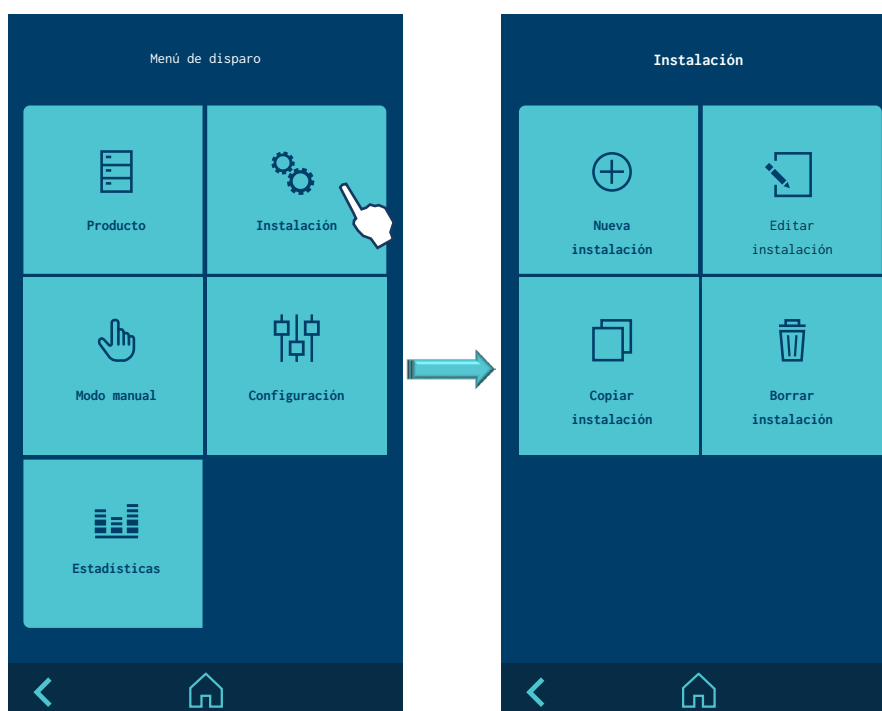 Menú de disparo
Producto
Instalación
Modo manual
Configuración
Estadísticas
Instalación
Nueva
instalación
Editar
instalación
Copiar
instalación
Borrar
instalación